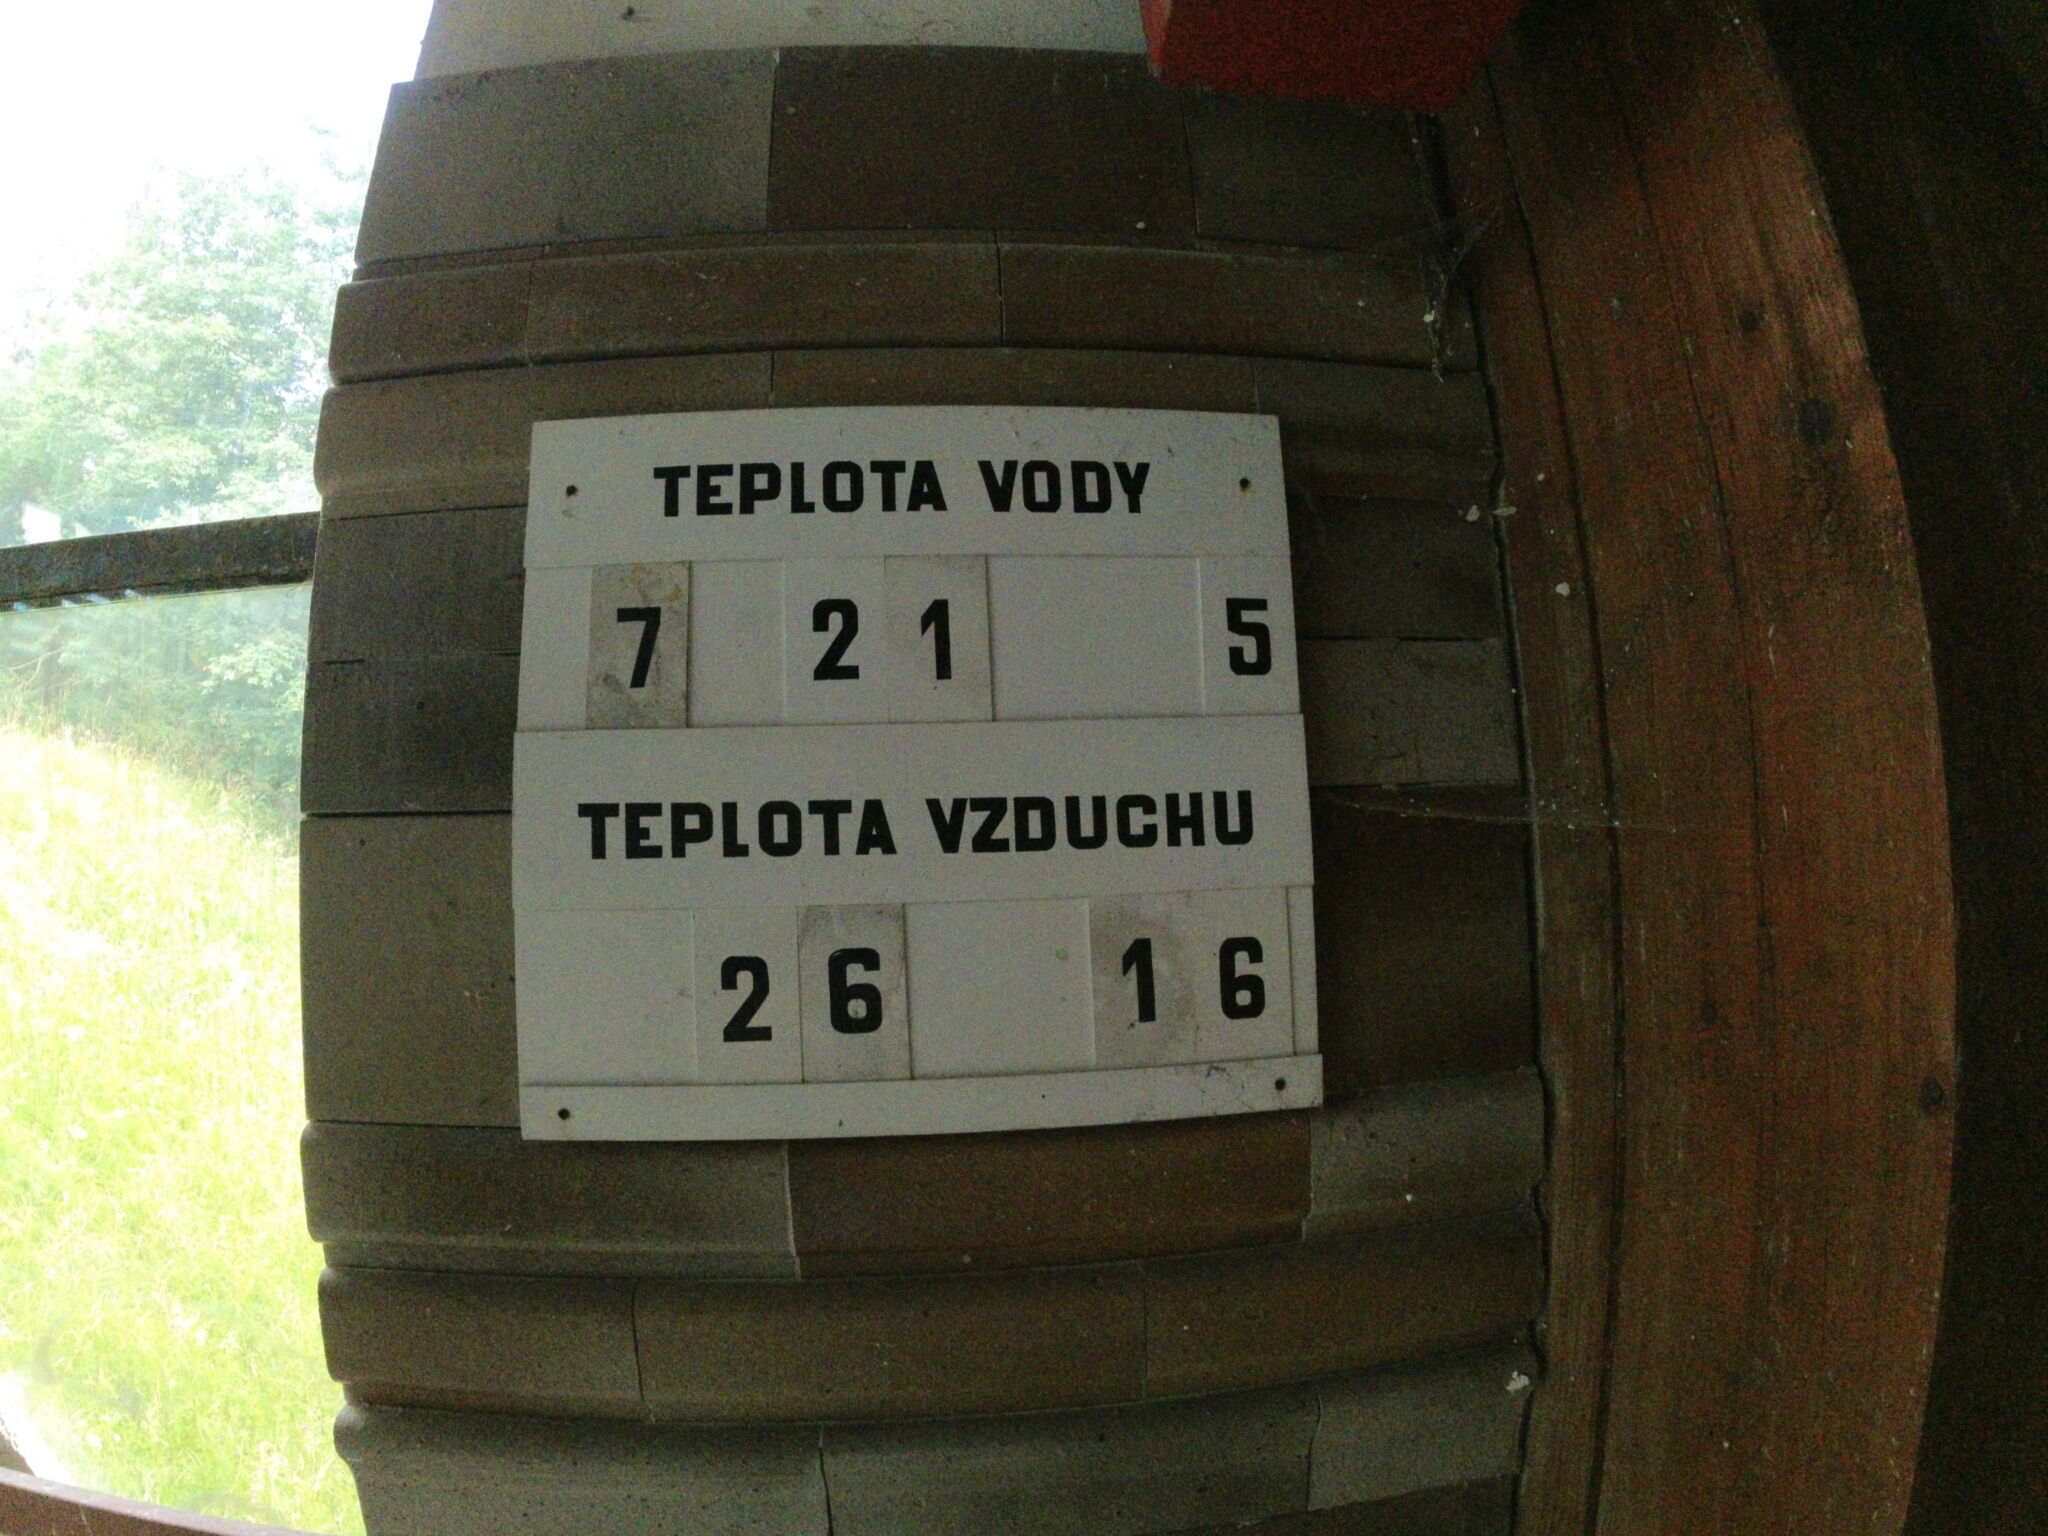 TEPLOTA VODY
7 21 5
TEPLOTA VZDUCHU
26 16